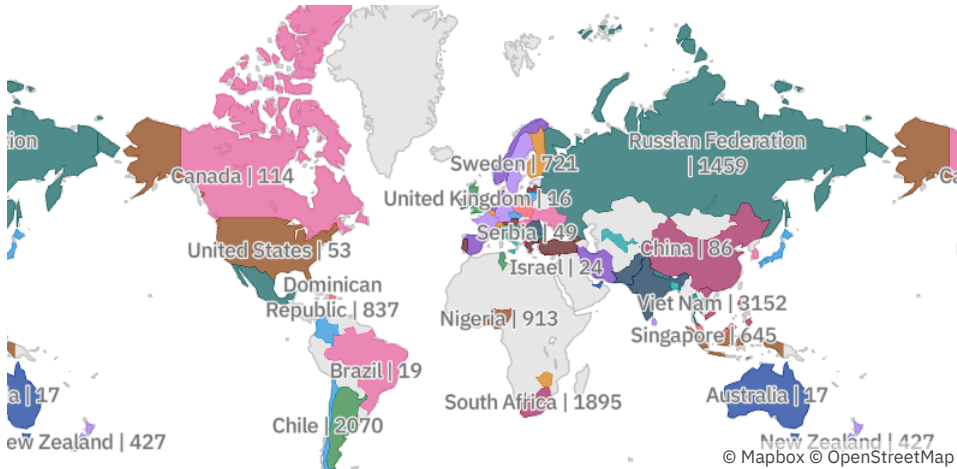 tion
Russian Federation
| 1459
Sweden | 721
Canada | 114
Ca
United Kingdom | 16
Serbia | 49
United States | 53
China | 86
Israel | 24
Dominican
Republic | 837
Viet Nam | 3152
Nigeria | 913
Singapore | 645
Brazil | 19
a | 17
South Africa | 1895
Australia | 17
Chile | 2070
ew Zealand | 427
New Zealand | 427
© Mapbox © OpenStreetMap